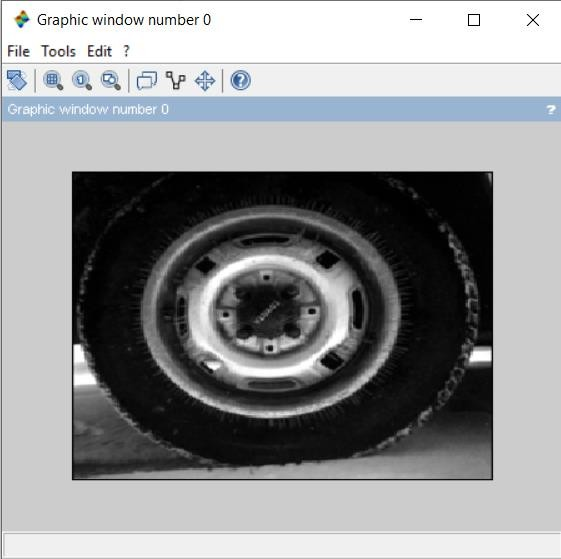 Graphic window number 0
File Tools Edit ?
Graphic window number 0 ?